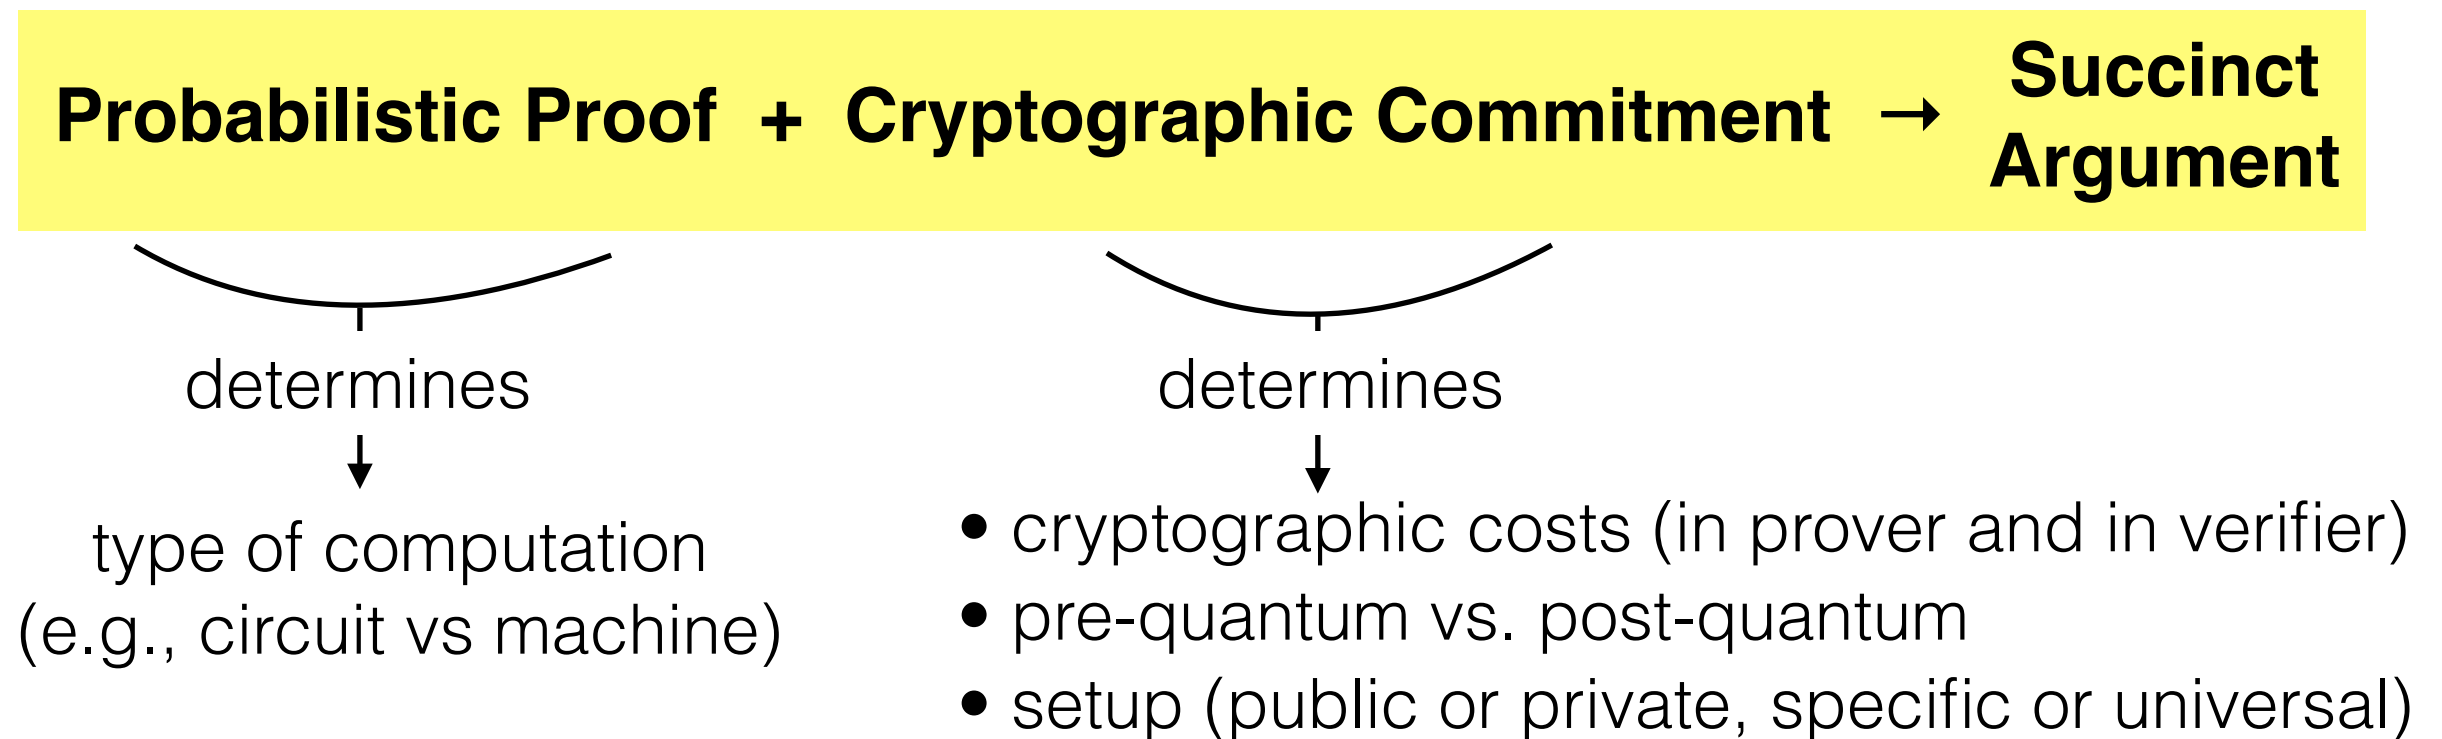 Probabilistic Proof + Cryptographic Commitment → Succinct
Argument
determines
type of computation
(e.g., circuit vs machine)
determines
• cryptographic costs (in prover and in verifier)
• pre-quantum vs. post-quantum
• setup (public or private, specific or universal)